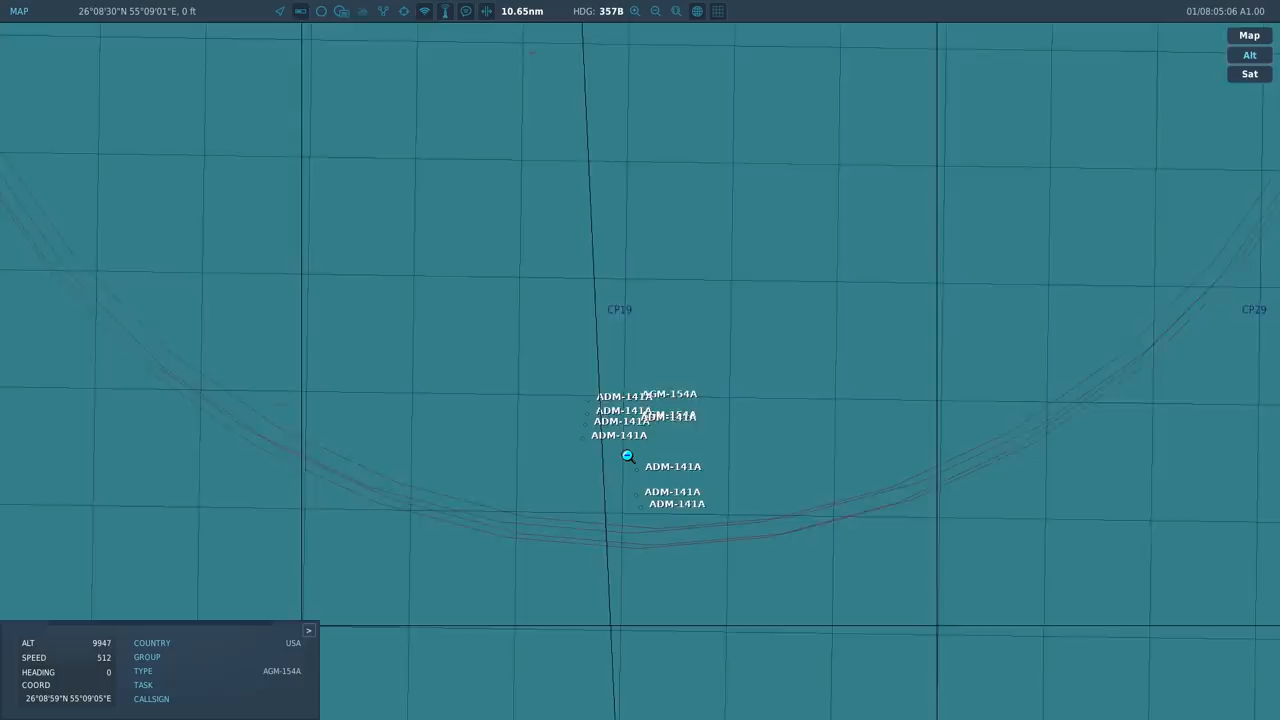 MAP 26°08'30"N 55°09'01"E, 0 ft 10.65nm HDG: 357B 01/08:05:06 A1.00
Map
Alt
Sat
CP19
CP29
ADM-141A
AGM-154A
ADM-141A
AGM-154A
ADM-141A
ADM-141A
ADM-141A
ADM-141A
ADM-141A
ADM-141A
>
ALT 9947 COUNTRY USA
SPEED 512 GROUP
HEADING 0 TYPE AGM-154A
COORD TASK
26°08'59"N 55°09'05"E CALLSIGN